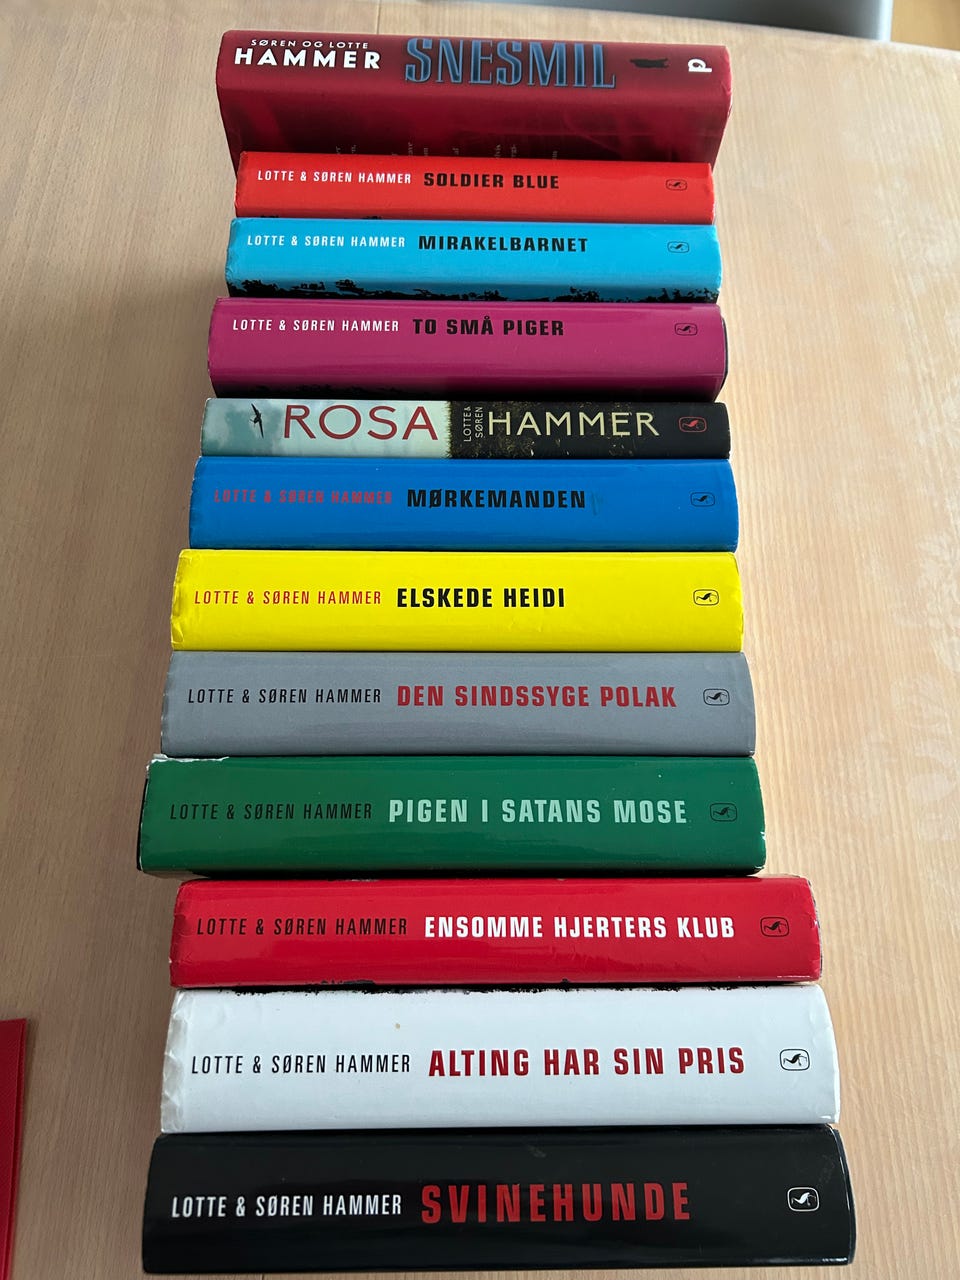 SØREN OG LOTTE
HAMMER SNESMIL p
LOTTE & SØREN HAMMER SOLDIER BLUE
LOTTE & SØREN HAMMER MIRAKELBARNET
LOTTE & SØREN HAMMER TO SMÅ PIGER
ROSA LOTTE & SØREN HAMMER
LOTTE & SØREN HAMMER MØRKEMANDEN
LOTTE & SØREN HAMMER ELSKEDE HEIDI
LOTTE & SØREN HAMMER DEN SINDSSYGE POLAK
LOTTE & SØREN HAMMER PIGEN I SATANS MOSE
LOTTE & SØREN HAMMER ENSOMME HJERTERS KLUB
LOTTE & SØREN HAMMER ALTING HAR SIN PRIS
LOTTE & SØREN HAMMER SVINEHUNDE